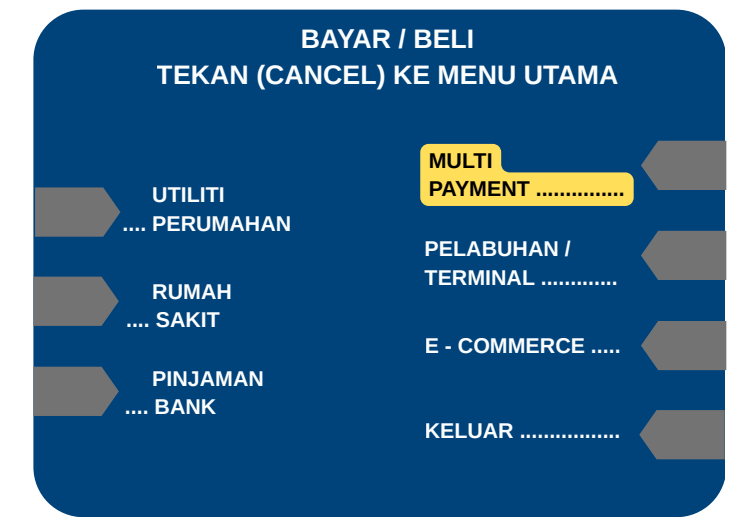 BAYAR / BELI
TEKAN (CANCEL) KE MENU UTAMA
UTILITI
.... PERUMAHAN
RUMAH
.... SAKIT
PINJAMAN
.... BANK
MULTI
PAYMENT ...............
PELABUHAN /
TERMINAL .............
E - COMMERCE .....
KELUAR .................